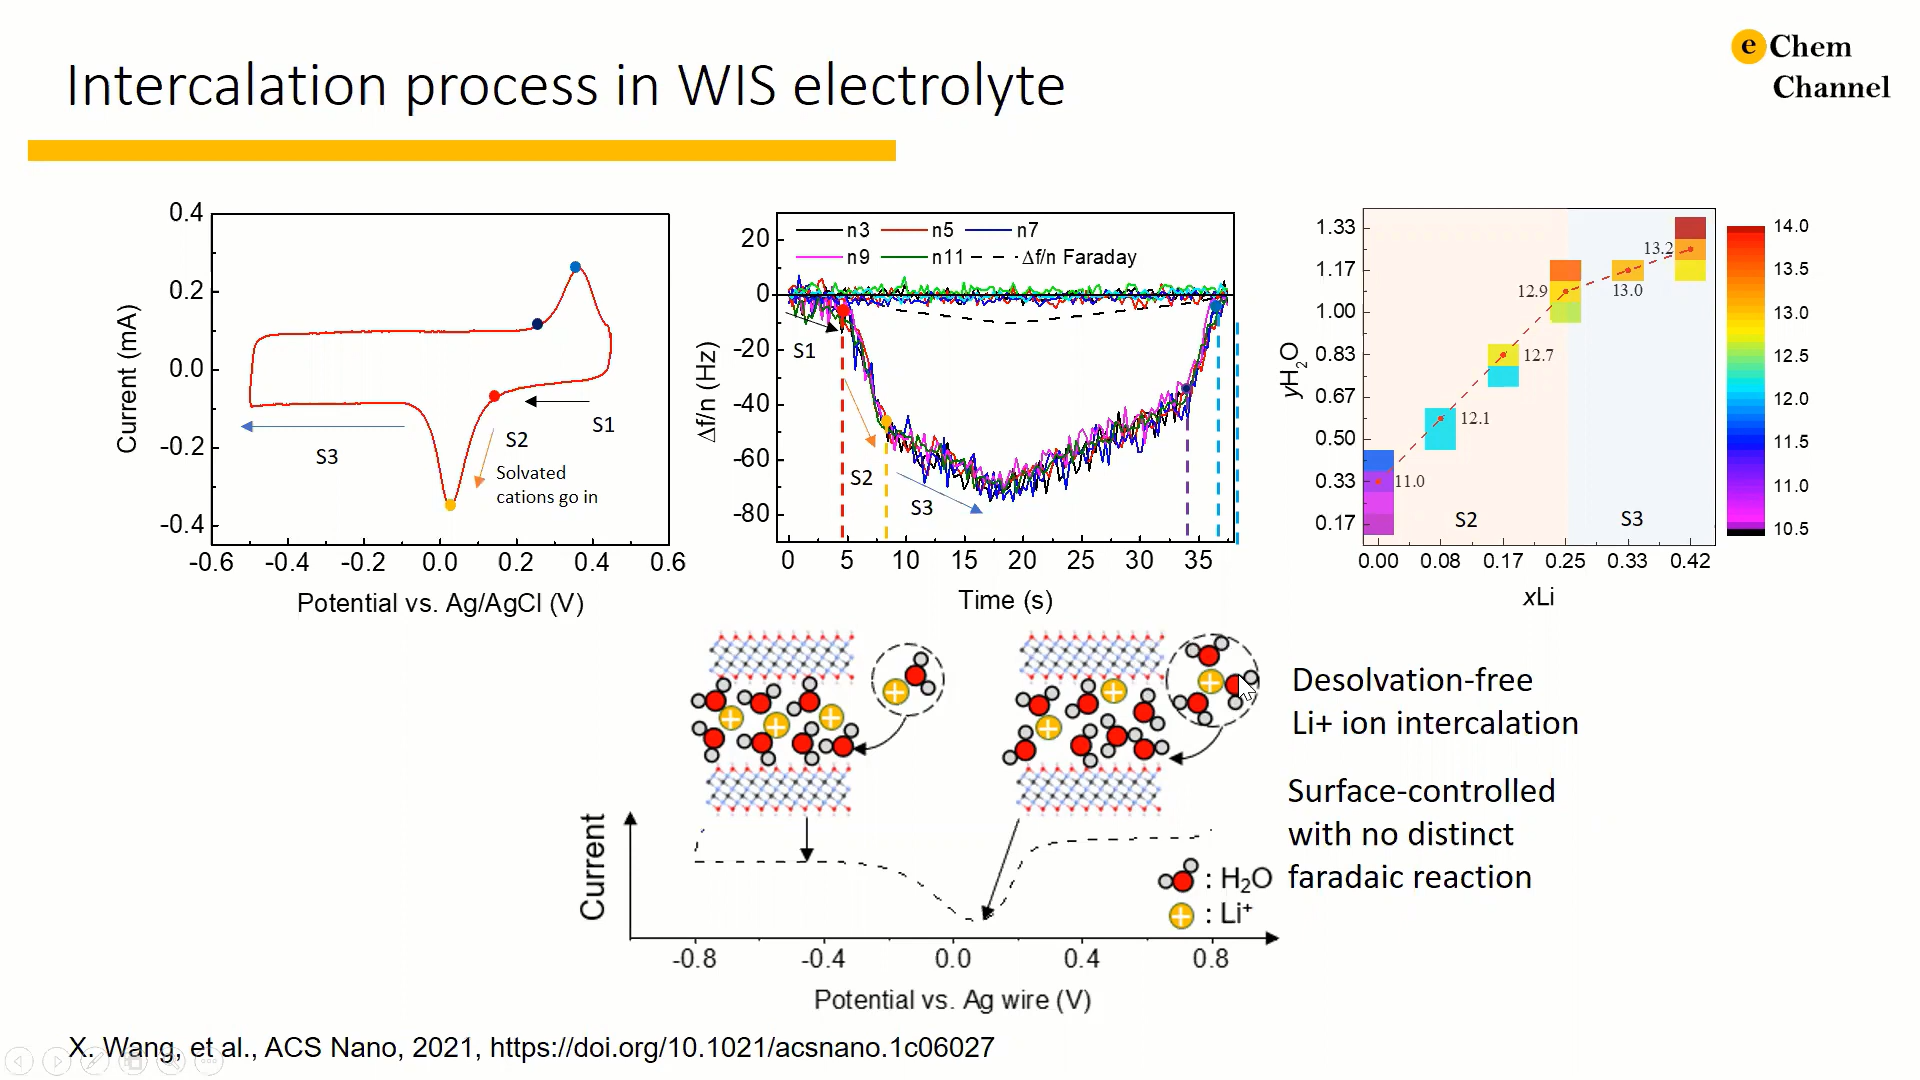 Intercalation process in WIS electrolyte
e Chem
Channel
0.4
0.2
0.0
-0.2
-0.4
Current (mA)
S1
S2
S3
Solvated
cations go in
-0.6 -0.4 -0.2 0.0 0.2 0.4 0.6
Potential vs. Ag/AgCl (V)
n3 n5 n7
n9 n11 Δf/n Faraday
20
0
-20
-40
-60
-80
Δf/n (Hz)
S1
S2
S3
0 5 10 15 20 25 30 35
Time (s)
1.33
1.17
1.00
0.83
0.67
0.50
0.33
0.17
yH₂O
13.2
12.9
13.0
12.7
12.1
11.0
S2 S3
0.00 0.08 0.17 0.25 0.33 0.42
xLi
14.0
13.5
13.0
12.5
12.0
11.5
11.0
10.5
Desolvation-free
Li+ ion intercalation
Surface-controlled
with no distinct
faradaic reaction
Current
: H₂O
: Li⁺
-0.8 -0.4 0.0 0.4 0.8
Potential vs. Ag wire (V)
X. Wang, et al., ACS Nano, 2021, https://doi.org/10.1021/acsnano.1c06027